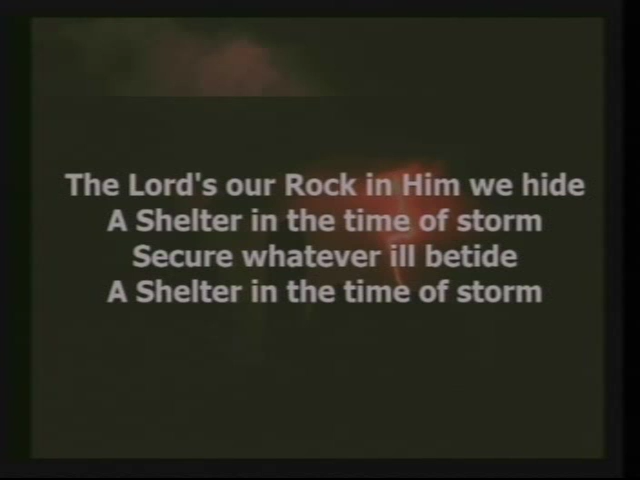 The Lord's our Rock in Him we hide
A Shelter in the time of storm
Secure whatever ill betide
A Shelter in the time of storm